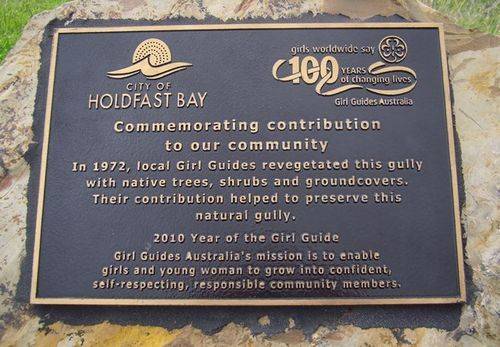 CITY OF
HOLDFAST BAY
girls worldwide say
100 YEARS
of changing lives
Girl Guides Australia
Commemorating contribution
to our community
In 1972, local Girl Guides revegetated this gully
with native trees, shrubs and groundcovers.
Their contribution helped to preserve this
natural gully.
2010 Year of the Girl Guide
Girl Guides Australia's mission is to enable
girls and young woman to grow into confident,
self-respecting, responsible community members.